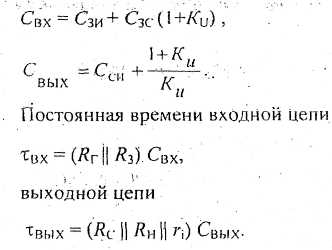 C_ВХ = C_ЗИ + C_ЗС (1+K_U) ,
C_ВЫХ = C_СИ + (1+K_u)/K_u ..
Постоянная времени входной цепи
τ_ВХ = (R_Г || R_З) C_ВХ,
выходной цепи
τ_ВЫХ = (R_С || R_Н || r_i) C_ВЫХ.